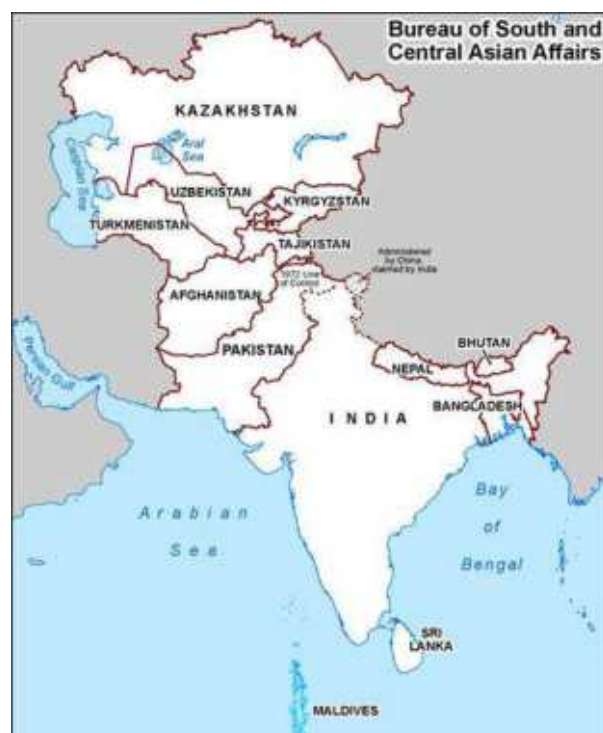 Bureau of South and
Central Asian Affairs
KAZAKHSTAN
Aral
Sea
Caspian Sea
UZBEKISTAN
KYRGYZSTAN
TURKMENISTAN
TAJIKISTAN
Administered
by China,
claimed by India
1972 Line
of Control
AFGHANISTAN
PAKISTAN
BHUTAN
NEPAL
Persian Gulf
BANGLADESH
INDIA
Arabian
Sea
Bay
of
Bengal
SRI
LANKA
MALDIVES